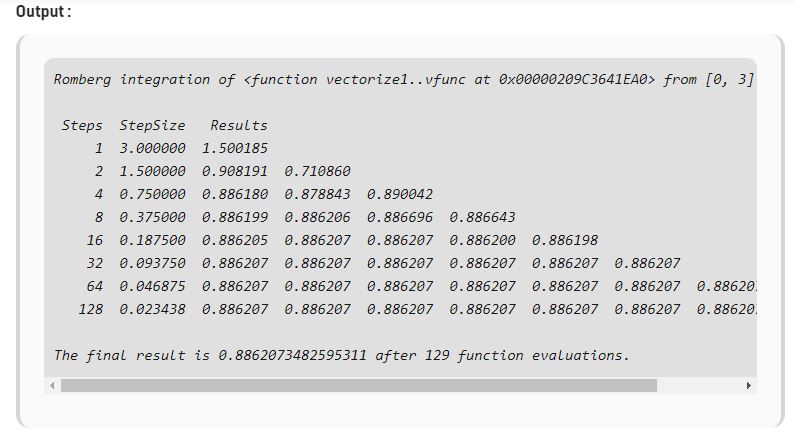 Output :
Romberg integration of <function vectorize1..vfunc at 0x00000209C3641EA0> from [0, 3]
Steps StepSize Results
1 3.000000 1.500185
2 1.500000 0.908191 0.710860
4 0.750000 0.886180 0.878843 0.890042
8 0.375000 0.886199 0.886206 0.886696 0.886643
16 0.187500 0.886205 0.886207 0.886207 0.886200 0.886198
32 0.093750 0.886207 0.886207 0.886207 0.886207 0.886207 0.886207
64 0.046875 0.886207 0.886207 0.886207 0.886207 0.886207 0.886207 0.88620
128 0.023438 0.886207 0.886207 0.886207 0.886207 0.886207 0.886207 0.88620
The final result is 0.8862073482595311 after 129 function evaluations.